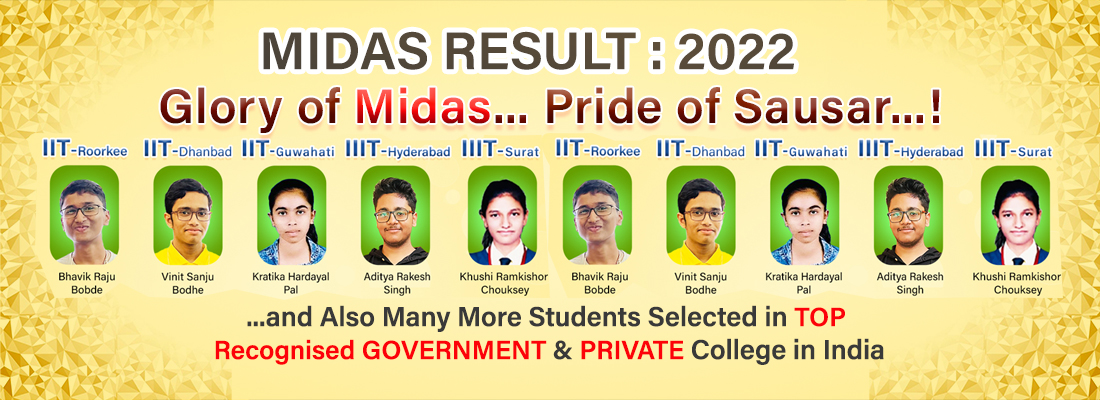 MIDAS RESULT : 2022
Glory of Midas... Pride of Sausar...!
IIT-Roorkee IIT-Dhanbad IIT-Guwahati IIIT-Hyderabad IIIT-Surat IIT-Roorkee IIT-Dhanbad IIT-Guwahati IIIT-Hyderabad IIIT-Surat
Bhavik Raju Vinit Sanju Kratika Hardayal Aditya Rakesh Khushi Ramkishor Bhavik Raju Vinit Sanju Kratika Hardayal Aditya Rakesh Khushi Ramkishor
Bobde Bodhe Pal Singh Chouksey Bobde Bodhe Pal Singh Chouksey
...and Also Many More Students Selected in TOP
Recognised GOVERNMENT & PRIVATE College in India